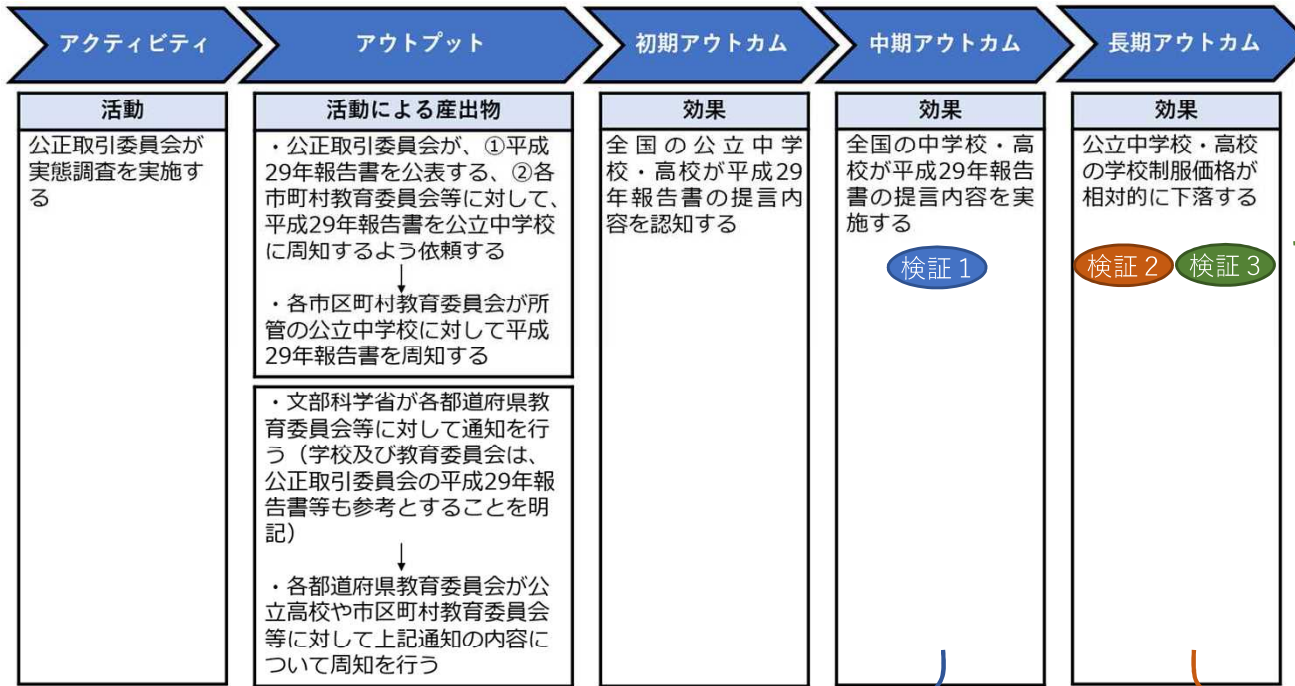 アクティビティ
アウトプット
初期アウトカム
中期アウトカム
長期アウトカム
活動
公正取引委員会が
実態調査を実施す
る
活動による産出物
・公正取引委員会が、①平成
29年報告書を公表する、②各
市町村教育委員会等に対して、
平成29年報告書を公立中学校
に周知するよう依頼する
・各市区町村教育委員会が所
管の公立中学校に対して平成
29年報告書を周知する
・文部科学省が各都道府県教
育委員会等に対して通知を行
う（学校及び教育委員会は、
公正取引委員会の平成29年報
告書等も参考とすることを明
記）
・各都道府県教育委員会が公
立高校や市区町村教育委員会
等に対して上記通知の内容に
ついて周知を行う
効果
全国の公立中学
校・高校が平成29
年報告書の提言内
容を認知する
効果
全国の中学校・高
校が平成29年報告
書の提言内容を実
施する
検証1
効果
公立中学校・高校
の学校制服価格が
相対的に下落する
検証2
検証3